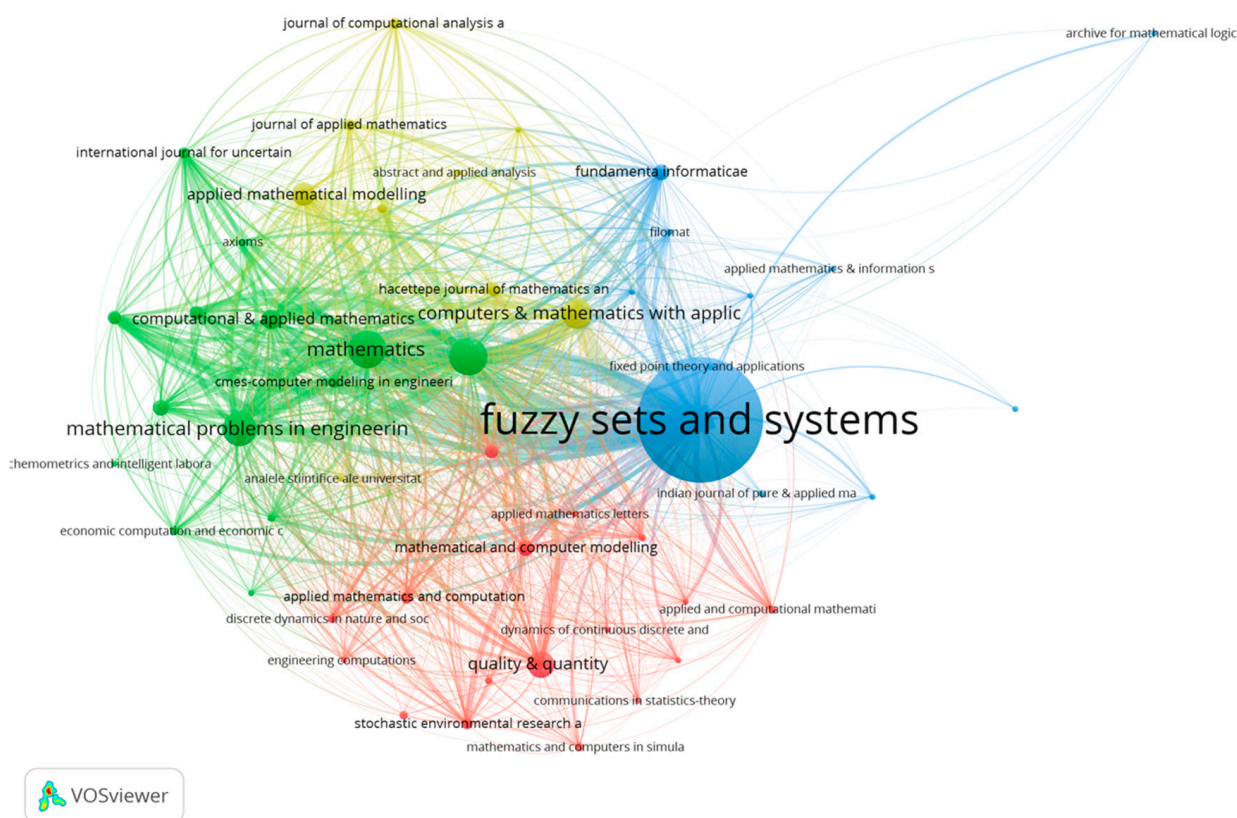 journal of computational analysis a
archive for mathematical logic
journal of applied mathematics
international journal for uncertain
abstract and applied analysis
fundamenta informaticae
applied mathematical modelling
filomat
axioms
applied mathematics & information s
hacettepe journal of mathematics an
computers & mathematics with applic
computational & applied mathematics
mathematics
fixed point theory and applications
cmes-computer modeling in engineeri
fuzzy sets and systems
mathematical problems in engineerin
chemometrics and intelligent labora
analele stiintifice ale universitat
indian journal of pure & applied ma
applied mathematics letters
economic computation and economic c
mathematical and computer modelling
applied mathematics and computation
applied and computational mathemati
discrete dynamics in nature and soc
dynamics of continuous discrete and
engineering computations
quality & quantity
communications in statistics-theory
stochastic environmental research a
mathematics and computers in simula
VOSviewer